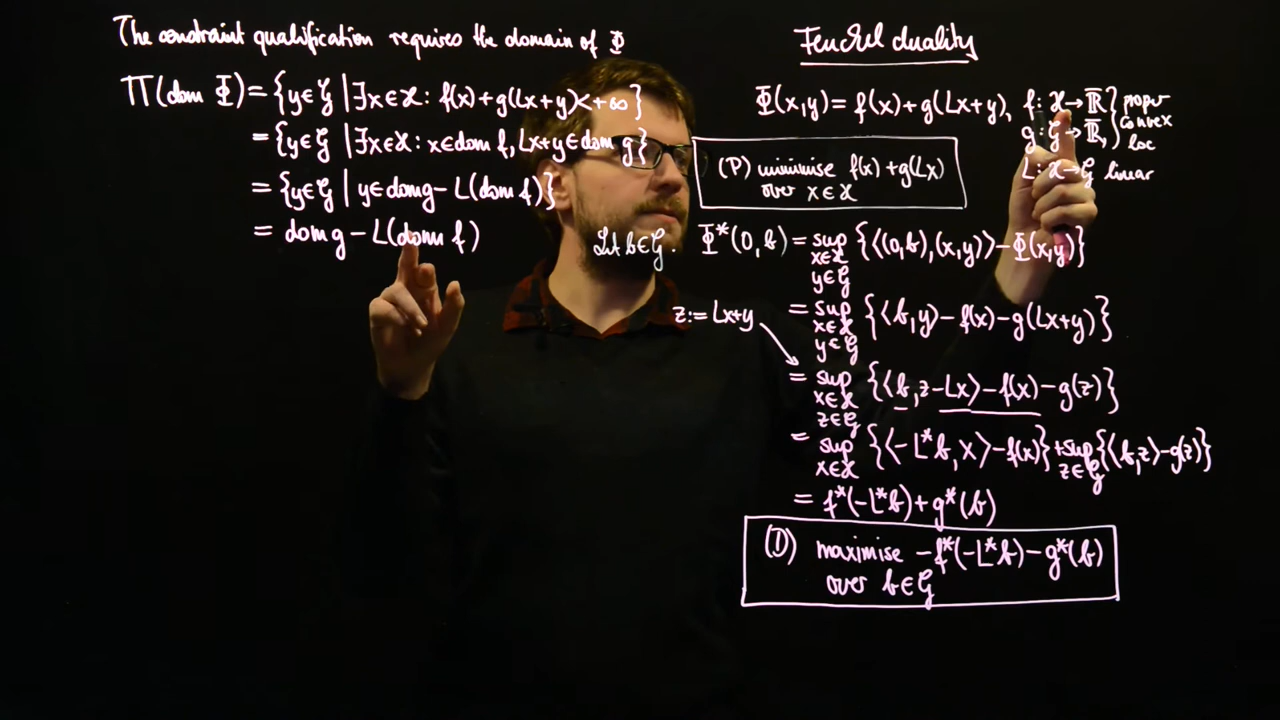 The constraint qualification requires the domain of Φ
Π(dom Φ) = {y∈𝒢 | ∃x∈𝓗: f(x)+g(Lx+y)<+∞}
= {y∈𝒢 | ∃x∈𝓗: x∈dom f, Lx+y∈dom g}
= {y∈𝒢 | y∈dom g − L(dom f)}
= dom g − L(dom f)
Fenchel duality
Φ(x,y) = f(x) + g(Lx+y), f: 𝓗→ℝ̅ } proper
g: 𝒢→ℝ̅, } convex
lsc
L: 𝓗→𝒢 linear
(P) minimise f(x)+g(Lx)
over x∈𝓗
Let b∈𝒢. Φ*(0,b) = sup {⟨(0,b),(x,y)⟩ − Φ(x,y)}
x∈𝓗
y∈𝒢
= sup {⟨b,y⟩ − f(x) − g(Lx+y)}
x∈𝓗
y∈𝒢
z:= Lx+y
= sup {⟨b,z−Lx⟩ − f(x) − g(z)}
x∈𝓗
z∈𝒢
= sup {⟨−L*b,x⟩ − f(x)} + sup {⟨b,z⟩ − g(z)}
x∈𝓗 z∈𝒢
= f*(−L*b) + g*(b)
(D) maximise −f*(−L*b) − g*(b)
over b∈𝒢